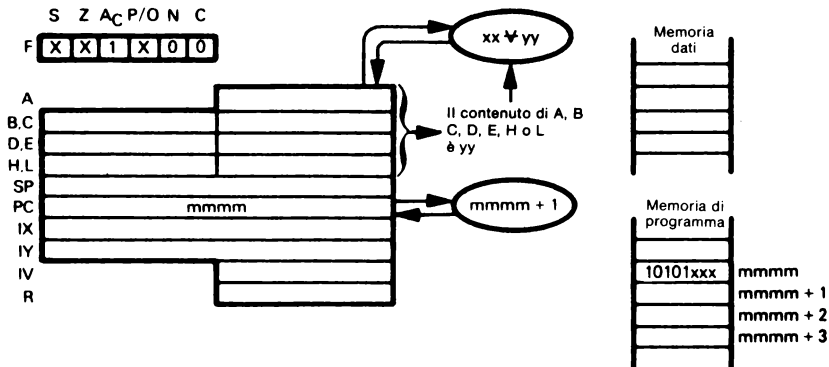 S Z AC P/O N C
F X X 1 X 0 0
A
B,C
D,E
H,L
SP
PC mmmm
IX
IY
IV
R
xx ⊻ yy
Il contenuto di A, B
C, D, E, H o L
è yy
mmmm + 1
Memoria
dati
Memoria di
programma
10101xxx mmmm
mmmm + 1
mmmm + 2
mmmm + 3